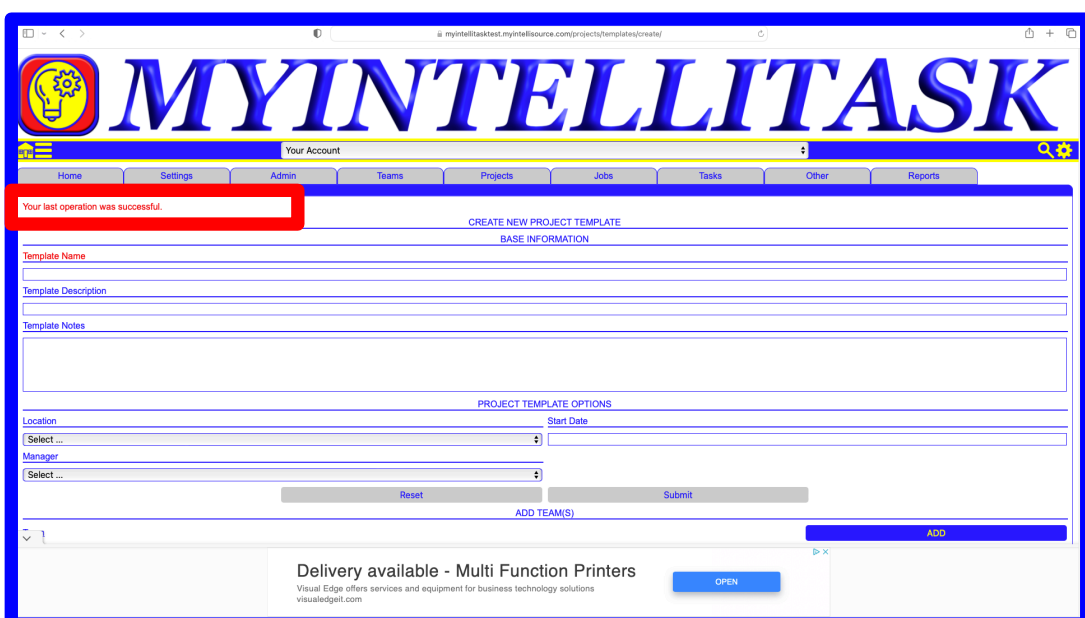 myintellitasktest.myintellisource.com/projects/templates/create/
MYINTELLITASK
Your Account
Home Settings Admin Teams Projects Jobs Tasks Other Reports
Your last operation was successful.
CREATE NEW PROJECT TEMPLATE
BASE INFORMATION
Template Name
Template Description
Template Notes
PROJECT TEMPLATE OPTIONS
Location Start Date
Select ...
Manager
Select ...
Reset Submit
ADD TEAM(S)
ADD
Delivery available - Multi Function Printers
Visual Edge offers services and equipment for business technology solutions
visualedgeit.com
OPEN